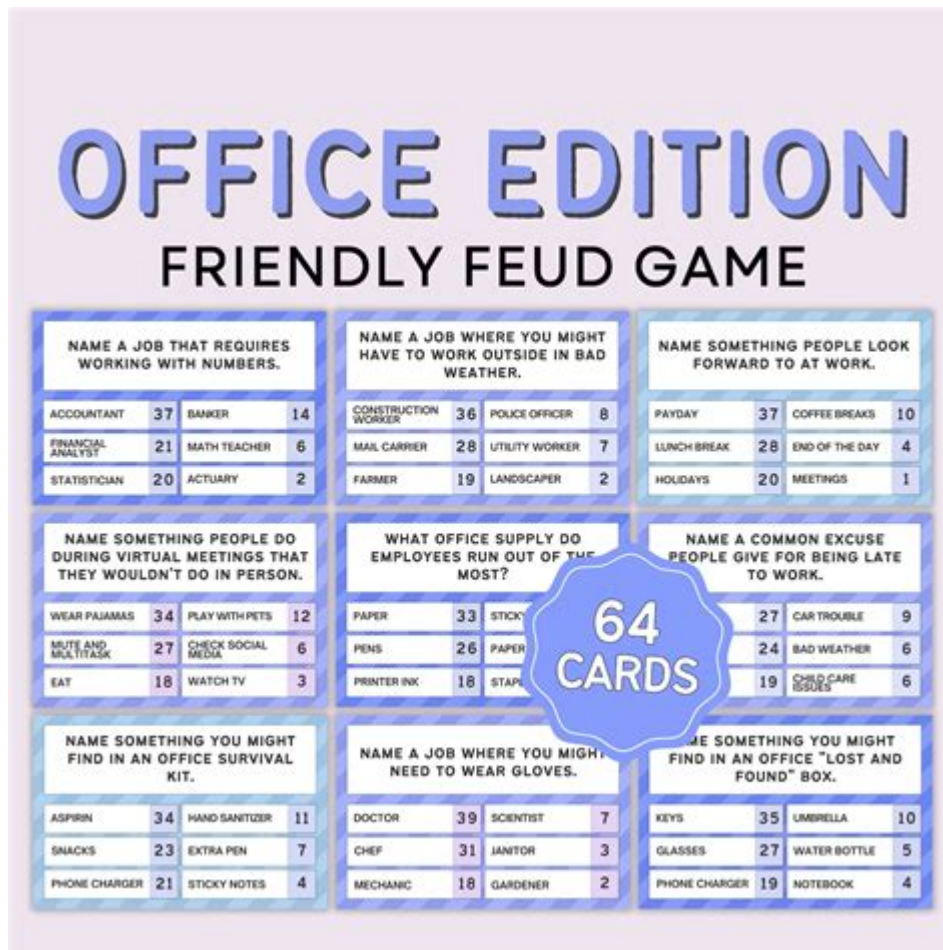 OFFICE EDITION
FRIENDLY FEUD GAME
NAME A JOB THAT REQUIRES
WORKING WITH NUMBERS.
ACCOUNTANT 37 BANKER 14
FINANCIAL
ANALYST 21 MATH TEACHER 6
STATISTICIAN 20 ACTUARY 2
NAME A JOB WHERE YOU MIGHT
HAVE TO WORK OUTSIDE IN BAD
WEATHER.
CONSTRUCTION
WORKER 36 POLICE OFFICER 8
MAIL CARRIER 28 UTILITY WORKER 7
FARMER 19 LANDSCAPER 2
NAME SOMETHING PEOPLE LOOK
FORWARD TO AT WORK.
PAYDAY 37 COFFEE BREAKS 10
LUNCH BREAK 28 END OF THE DAY 4
HOLIDAYS 20 MEETINGS 1
NAME SOMETHING PEOPLE DO
DURING VIRTUAL MEETINGS THAT
THEY WOULDN'T DO IN PERSON.
WEAR PAJAMAS 34 PLAY WITH PETS 12
MUTE AND
MULTITASK 27 CHECK SOCIAL
MEDIA 6
EAT 18 WATCH TV 3
WHAT OFFICE SUPPLY DO
EMPLOYEES RUN OUT OF THE
MOST?
PAPER 33
PENS 26 PAPER
PRINTER INK 18
NAME A COMMON EXCUSE
PEOPLE GIVE FOR BEING LATE
TO WORK.
27 CAR TROUBLE 9
24 BAD WEATHER 6
19 CHILD CARE
ISSUES 6
64
CARDS
NAME SOMETHING YOU MIGHT
FIND IN AN OFFICE SURVIVAL
KIT.
ASPIRIN 34 HAND SANITIZER 11
SNACKS 23 EXTRA PEN 7
PHONE CHARGER 21 STICKY NOTES 4
NAME A JOB WHERE YOU MIGHT
NEED TO WEAR GLOVES.
DOCTOR 39 SCIENTIST 7
CHEF 31 JANITOR 3
MECHANIC 18 GARDENER 2
SOMETHING YOU MIGHT
FIND IN AN OFFICE "LOST AND
FOUND" BOX.
KEYS 35 UMBRELLA 10
GLASSES 27 WATER BOTTLE 5
PHONE CHARGER 19 NOTEBOOK 4